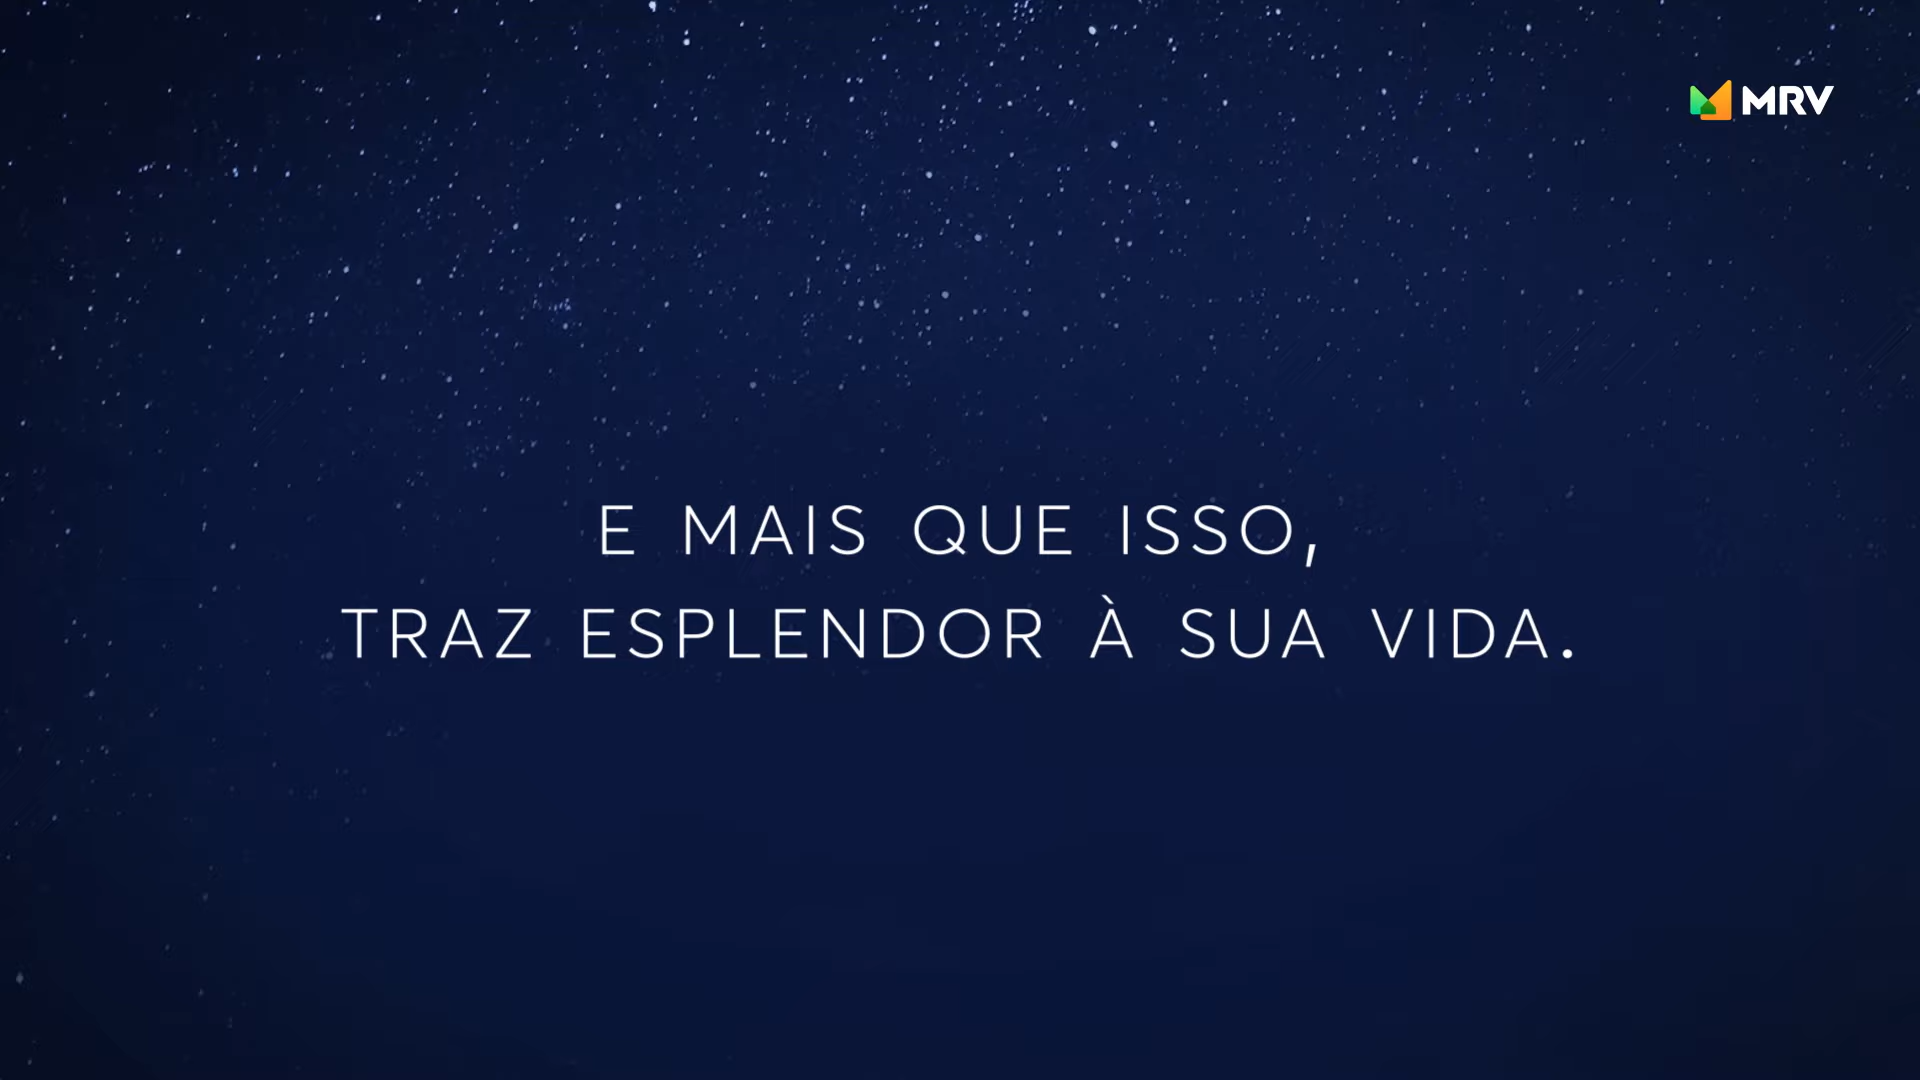 MRV
E MAIS QUE ISSO,
TRAZ ESPLENDOR À SUA VIDA.